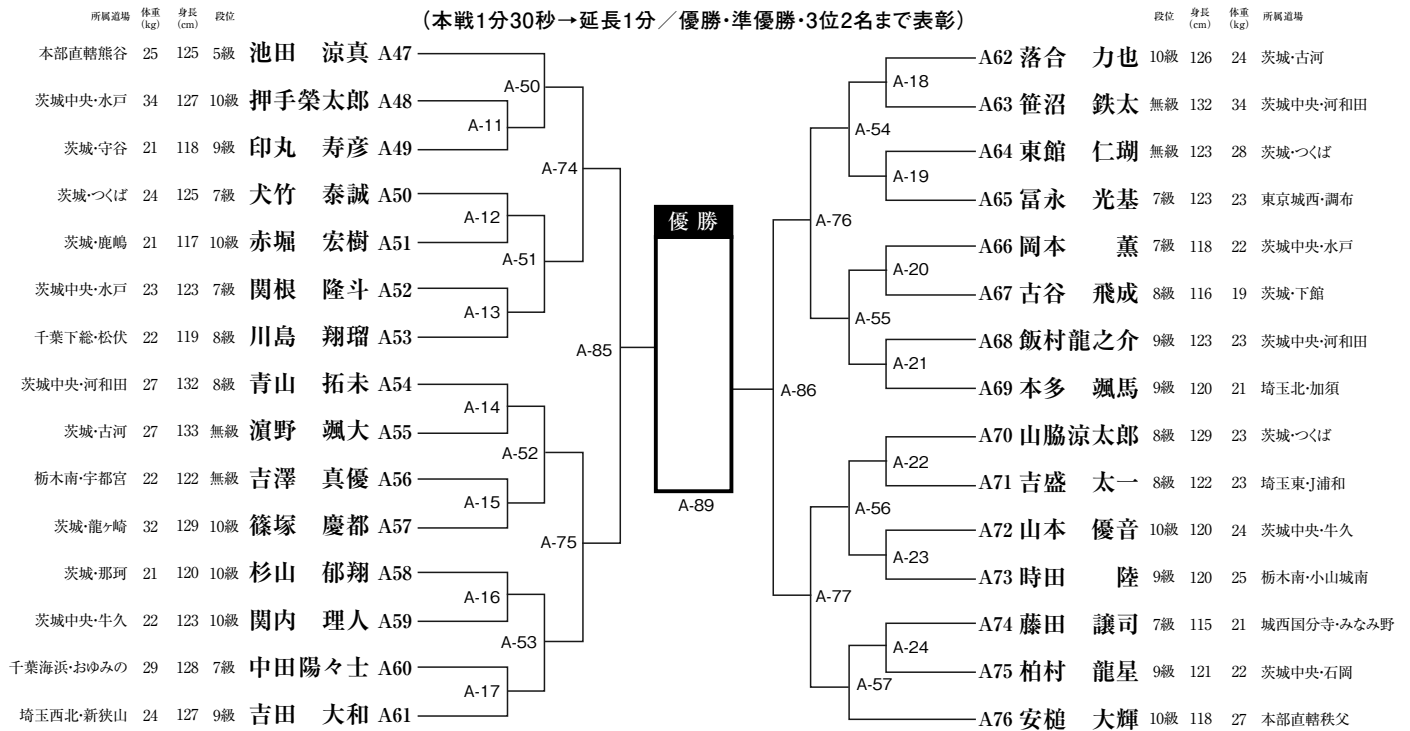 (本戦1分30秒→延長1分／優勝・準優勝・3位2名まで表彰)
所属道場 体重(kg) 身長(cm) 段位
本部直轄熊谷 25 125 5級 池田 涼真 A47
茨城中央・水戸 34 127 10級 押手榮太郎 A48
茨城・守谷 21 118 9級 印丸 寿彦 A49
茨城・つくば 24 125 7級 犬竹 泰誠 A50
茨城・鹿嶋 21 117 10級 赤堀 宏樹 A51
茨城中央・水戸 23 123 7級 関根 隆斗 A52
千葉下総・松伏 22 119 8級 川島 翔瑠 A53
茨城中央・河和田 27 132 8級 青山 拓未 A54
茨城・古河 27 133 無級 濵野 颯大 A55
栃木南・宇都宮 22 122 無級 吉澤 真優 A56
茨城・龍ヶ崎 32 129 10級 篠塚 慶都 A57
茨城・那珂 21 120 10級 杉山 郁翔 A58
茨城中央・牛久 22 123 10級 関内 理人 A59
千葉海浜・おゆみの 29 128 7級 中田陽々士 A60
埼玉西北・新狭山 24 127 9級 吉田 大和 A61
A-11
A-12
A-13
A-14
A-15
A-16
A-17
A-50
A-51
A-52
A-53
A-74
A-75
A-85
優勝
A-89
A-86
A-76
A-77
A-54
A-55
A-56
A-57
A-18
A-19
A-20
A-21
A-22
A-23
A-24
段位 身長(cm) 体重(kg) 所属道場
A62 落合 力也 10級 126 24 茨城・古河
A63 笹沼 鉄太 無級 132 34 茨城中央・河和田
A64 東館 仁瑚 無級 123 28 茨城・つくば
A65 冨永 光基 7級 123 23 東京城西・調布
A66 岡本 薫 7級 118 22 茨城中央・水戸
A67 古谷 飛成 8級 116 19 茨城・下館
A68 飯村龍之介 9級 123 23 茨城中央・河和田
A69 本多 颯馬 9級 120 21 埼玉北・加須
A70 山脇涼太郎 8級 129 23 茨城・つくば
A71 吉盛 太一 8級 122 23 埼玉東・J浦和
A72 山本 優音 10級 120 24 茨城中央・牛久
A73 時田 陸 9級 120 25 栃木南・小山城南
A74 藤田 譲司 7級 115 21 城西国分寺・みなみ野
A75 柏村 龍星 9級 121 22 茨城中央・石岡
A76 安槌 大輝 10級 118 27 本部直轄秩父